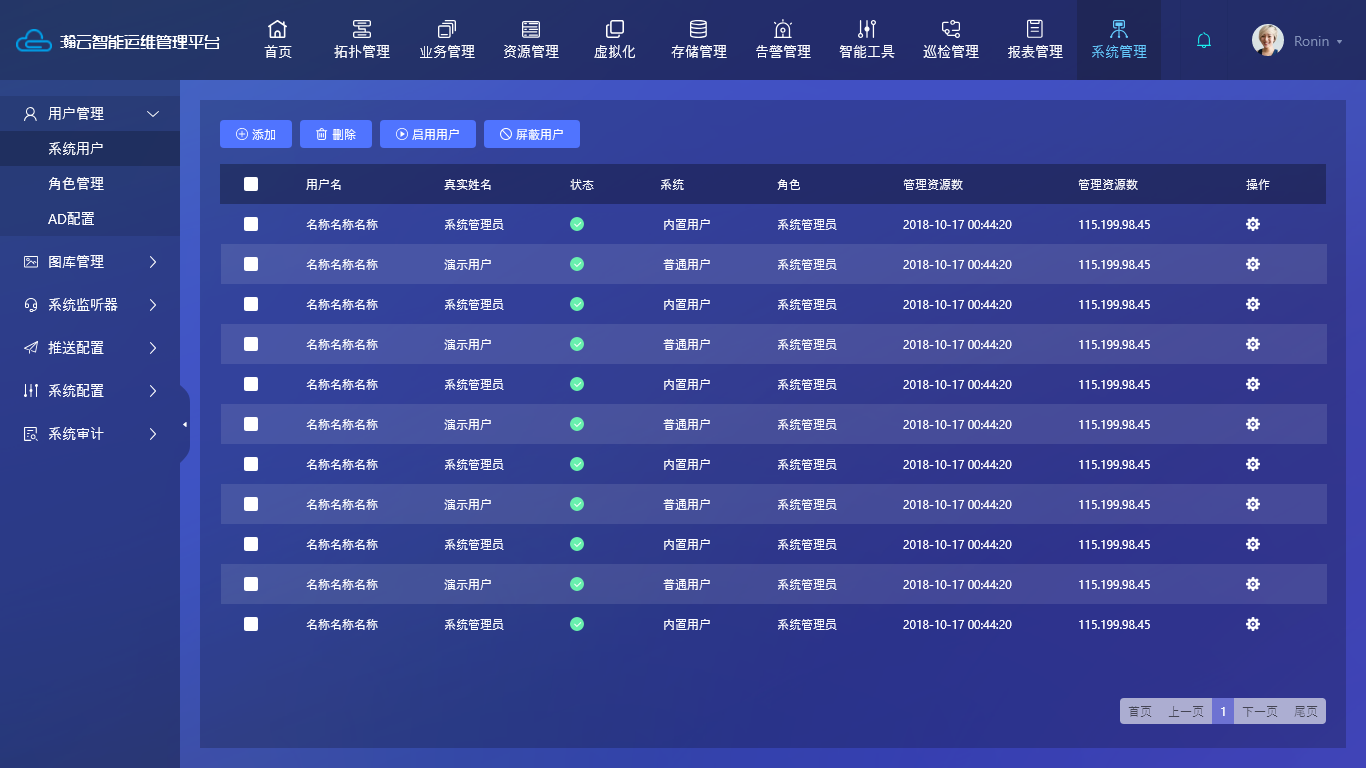 瀚云智能运维管理平台
首页 拓扑管理 业务管理 资源管理 虚拟化 存储管理 告警管理 智能工具 巡检管理 报表管理 系统管理 Ronin
用户管理
系统用户
角色管理
AD配置
图库管理
系统监听器
推送配置
系统配置
系统审计
添加 删除 启用用户 屏蔽用户
用户名 真实姓名 状态 系统 角色 管理资源数 管理资源数 操作
名称名称名称 系统管理员 内置用户 系统管理员 2018-10-17 00:44:20 115.199.98.45
名称名称名称 演示用户 普通用户 系统管理员 2018-10-17 00:44:20 115.199.98.45
名称名称名称 系统管理员 内置用户 系统管理员 2018-10-17 00:44:20 115.199.98.45
名称名称名称 演示用户 普通用户 系统管理员 2018-10-17 00:44:20 115.199.98.45
名称名称名称 系统管理员 内置用户 系统管理员 2018-10-17 00:44:20 115.199.98.45
名称名称名称 演示用户 普通用户 系统管理员 2018-10-17 00:44:20 115.199.98.45
名称名称名称 系统管理员 内置用户 系统管理员 2018-10-17 00:44:20 115.199.98.45
名称名称名称 演示用户 普通用户 系统管理员 2018-10-17 00:44:20 115.199.98.45
名称名称名称 系统管理员 内置用户 系统管理员 2018-10-17 00:44:20 115.199.98.45
名称名称名称 演示用户 普通用户 系统管理员 2018-10-17 00:44:20 115.199.98.45
名称名称名称 系统管理员 内置用户 系统管理员 2018-10-17 00:44:20 115.199.98.45
首页 上一页 1 下一页 尾页